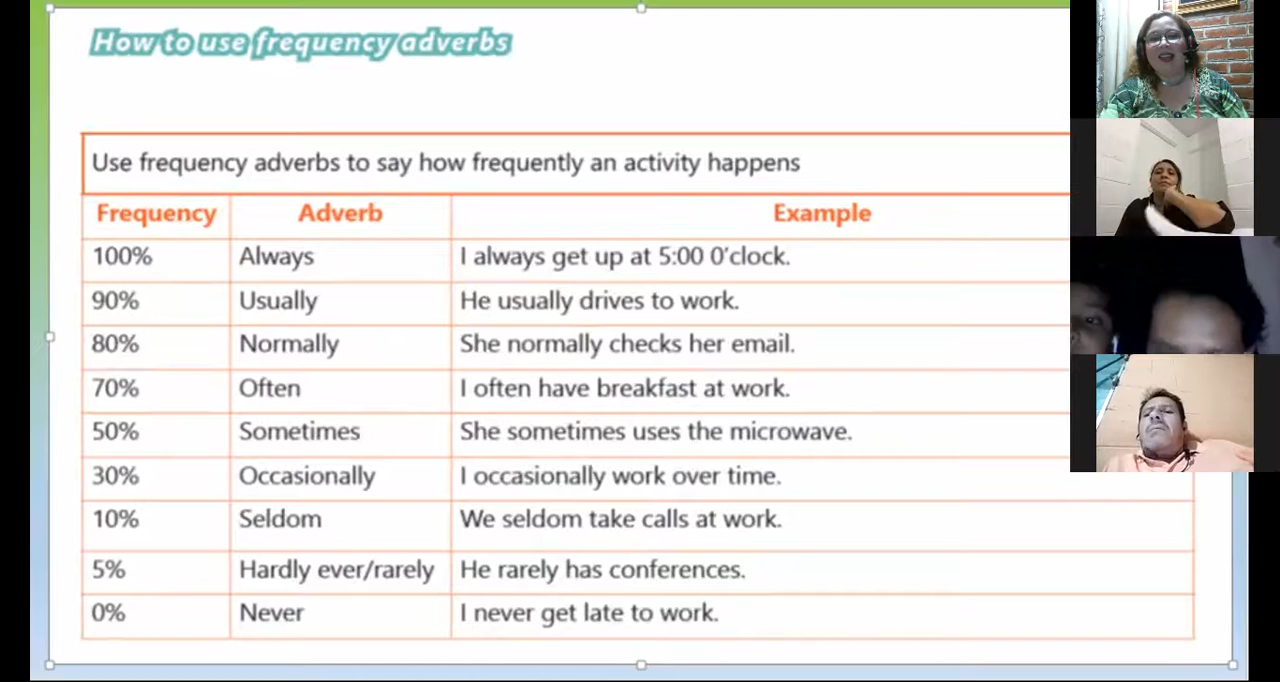 How to use frequency adverbs
Use frequency adverbs to say how frequently an activity happens
Frequency Adverb Example
100% Always I always get up at 5:00 0'clock.
90% Usually He usually drives to work.
80% Normally She normally checks her email.
70% Often I often have breakfast at work.
50% Sometimes She sometimes uses the microwave.
30% Occasionally I occasionally work over time.
10% Seldom We seldom take calls at work.
5% Hardly ever/rarely He rarely has conferences.
0% Never I never get late to work.